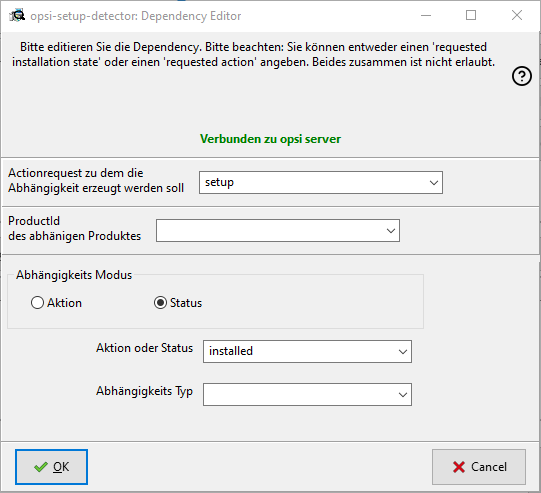 opsi-setup-detector: Dependency Editor
Bitte editieren Sie die Dependency. Bitte beachten: Sie können entweder einen 'requested
installation state' oder einen 'requested action' angeben. Beides zusammen ist nicht erlaubt.
Verbunden zu opsi server
Actionrequest zu dem die
Abhängigkeit erzeugt werden soll
setup
ProductId
des abhänigen Produktes
Abhängigkeits Modus
Aktion
Status
Aktion oder Status
installed
Abhängigkeits Typ
OK
Cancel